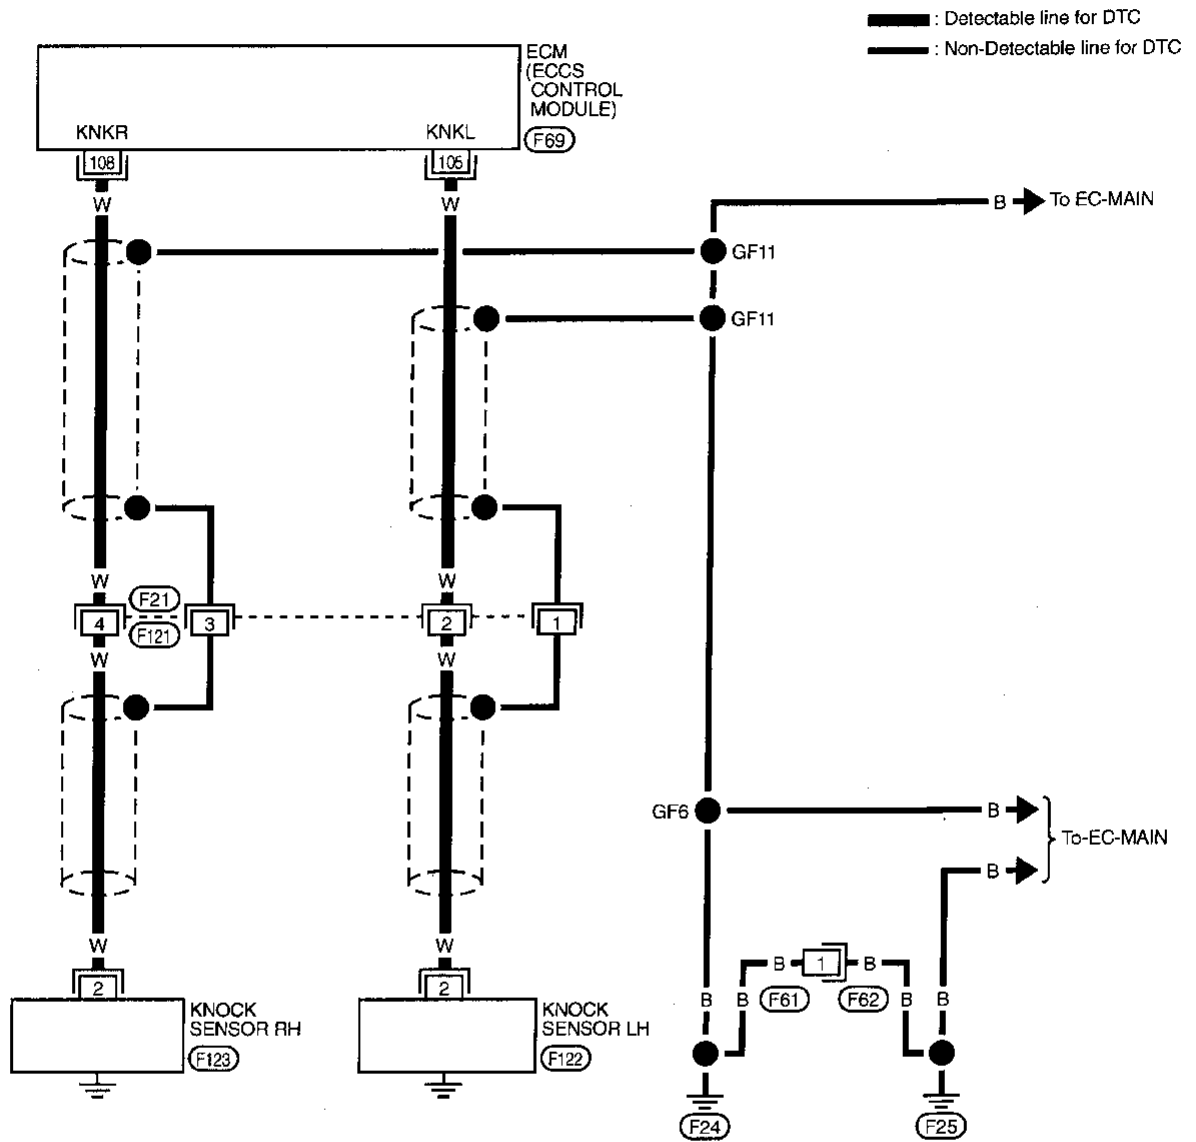 : Detectable line for DTC
: Non-Detectable line for DTC
ECM
(ECCS
CONTROL
MODULE)
F69
KNKR
KNKL
108
105
W
W
B
To EC-MAIN
GF11
GF11
W
W
F21
4
3
2
1
F121
W
W
GF6
B
To-EC-MAIN
B
W
W
B
1
B
2
2
B
B
F61
F62
B
B
KNOCK
SENSOR RH
F123
KNOCK
SENSOR LH
F122
F24
F25